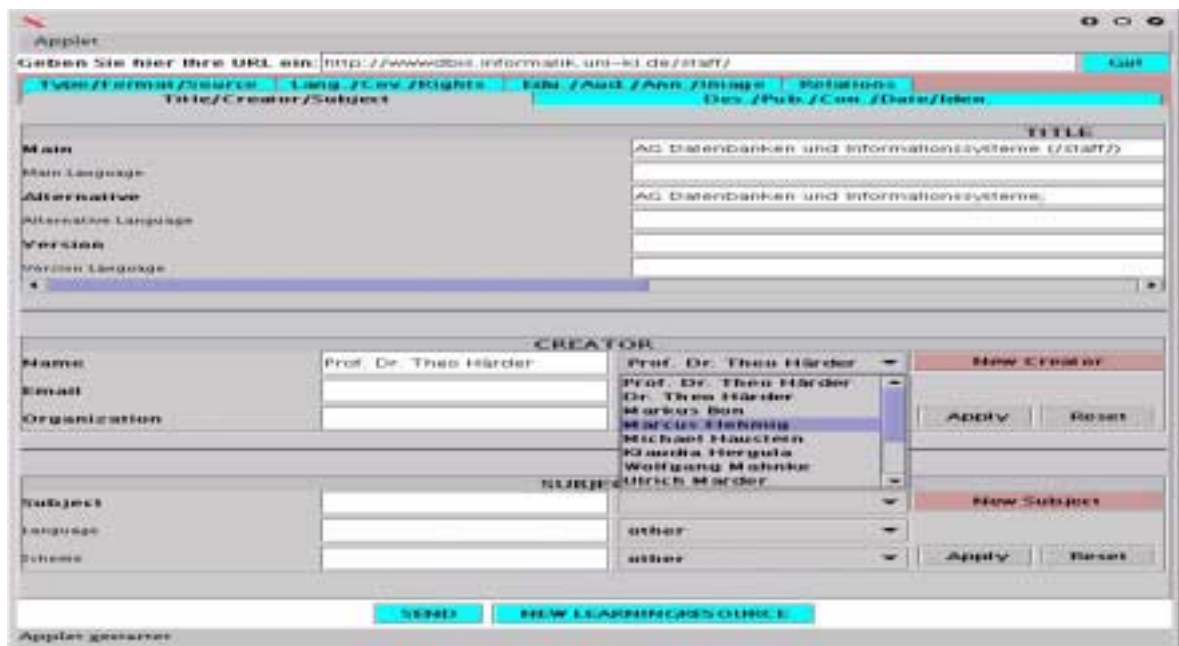 Applet
Geben Sie hier Ihre URL ein: http://wwwdbis.informatik.uni-kl.de/staff/ Get!
Type/Format/Source Lang./Cov./Rights Edu./Aud./Ann./Image Relations
Title/Creator/Subject Des./Pub./Con./Date/Iden.
TITLE
Main AG Datenbanken und Informationssysteme (/staff/)
Main Language
Alternative AG Datenbanken und Informationssysteme,
Alternative Language
Version
Version Language
CREATOR
Name Prof. Dr. Theo Härder Prof. Dr. Theo Härder New Creator
Email
Organization
Prof. Dr. Theo Härder
Dr. Theo Härder
Markus Bon
Marcus Flehmig
Michael Haustein
Klaudia Hergula
Wolfgang Mahnke
Ulrich Marder
Apply Reset
SUBJE
Subject New Subject
Language other
Scheme other Apply Reset
SEND NEW LEARNINGRESOURCE
Applet gestartet